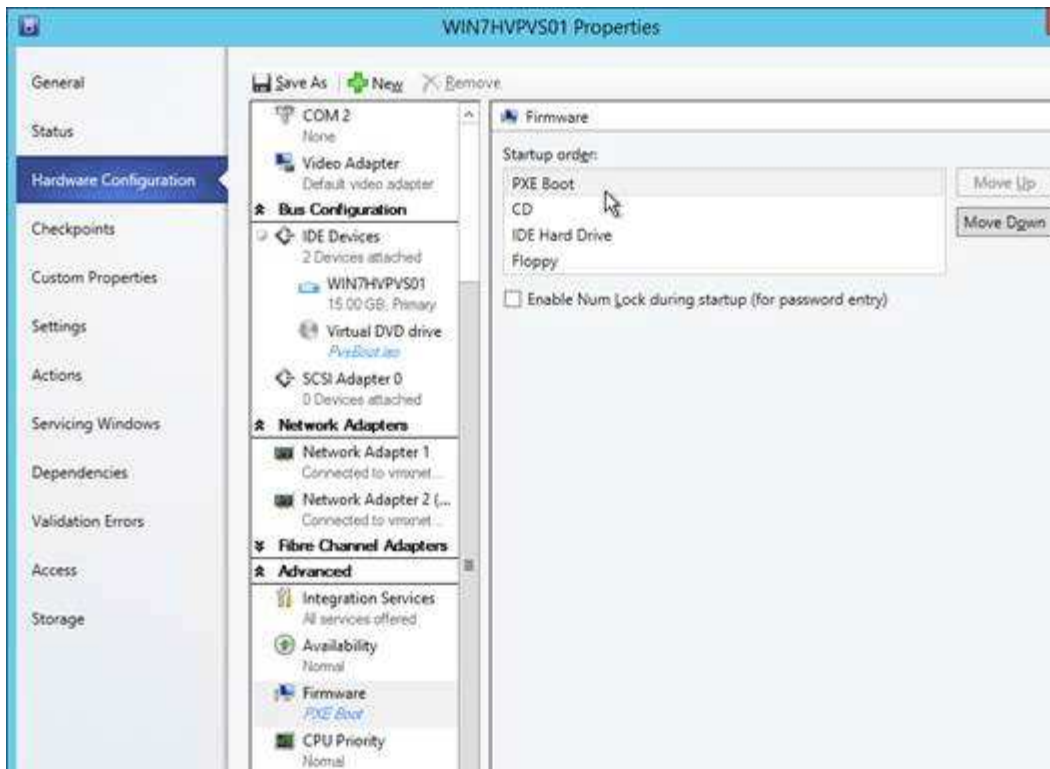 WIN7HVPVS01 Properties
General
Status
Hardware Configuration
Checkpoints
Custom Properties
Settings
Actions
Servicing Windows
Dependencies
Validation Errors
Access
Storage
Save As New Remove
COM 2
None
Video Adapter
Default video adapter
Bus Configuration
IDE Devices
2 Devices attached
WIN7HVPVS01
15.00 GB, Primary
Virtual DVD drive
PvsBoot.iso
SCSI Adapter 0
0 Devices attached
Network Adapters
Network Adapter 1
Connected to vmxnet...
Network Adapter 2 (...
Connected to vmxnet...
Fibre Channel Adapters
Advanced
Integration Services
All services offered
Availability
Normal
Firmware
PXE Boot
CPU Priority
Normal
Firmware
Startup order:
PXE Boot
CD
IDE Hard Drive
Floppy
Move Up
Move Down
Enable Num Lock during startup (for password entry)